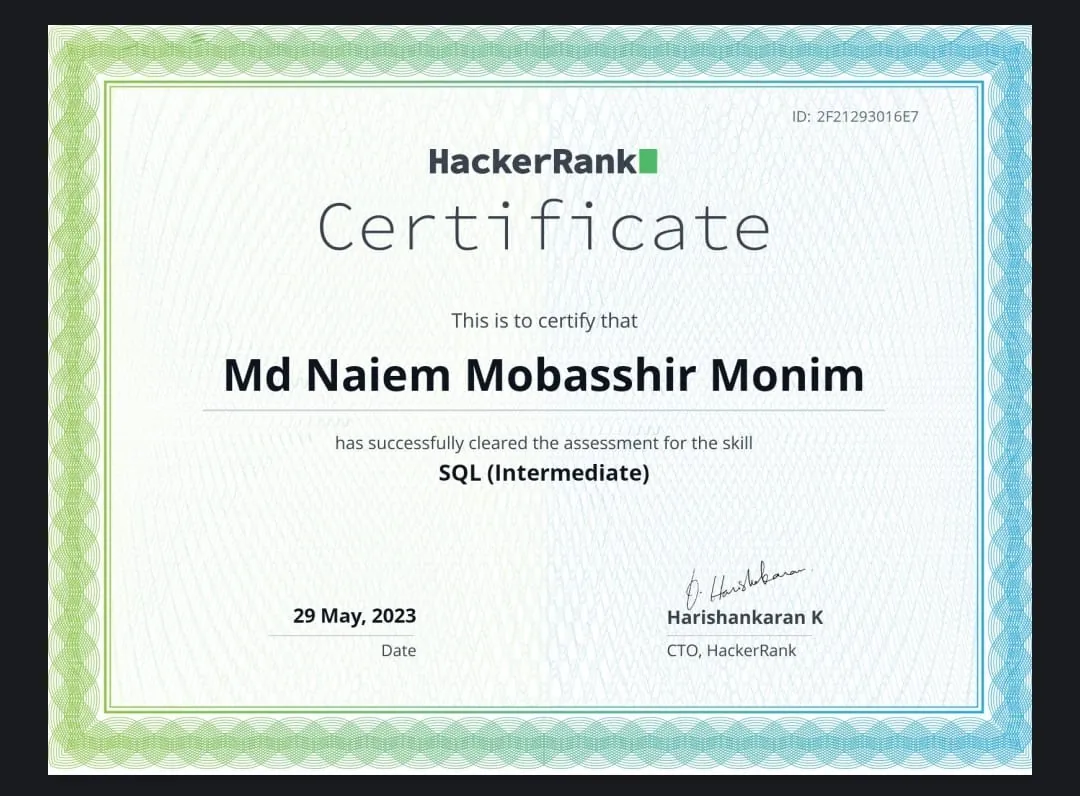 ID: 2F21293016E7
HackerRank
Certificate
This is to certify that
Md Naiem Mobasshir Monim
has successfully cleared the assessment for the skill
SQL (Intermediate)
29 May, 2023
Date
D. Harishankaran
Harishankaran K
CTO, HackerRank